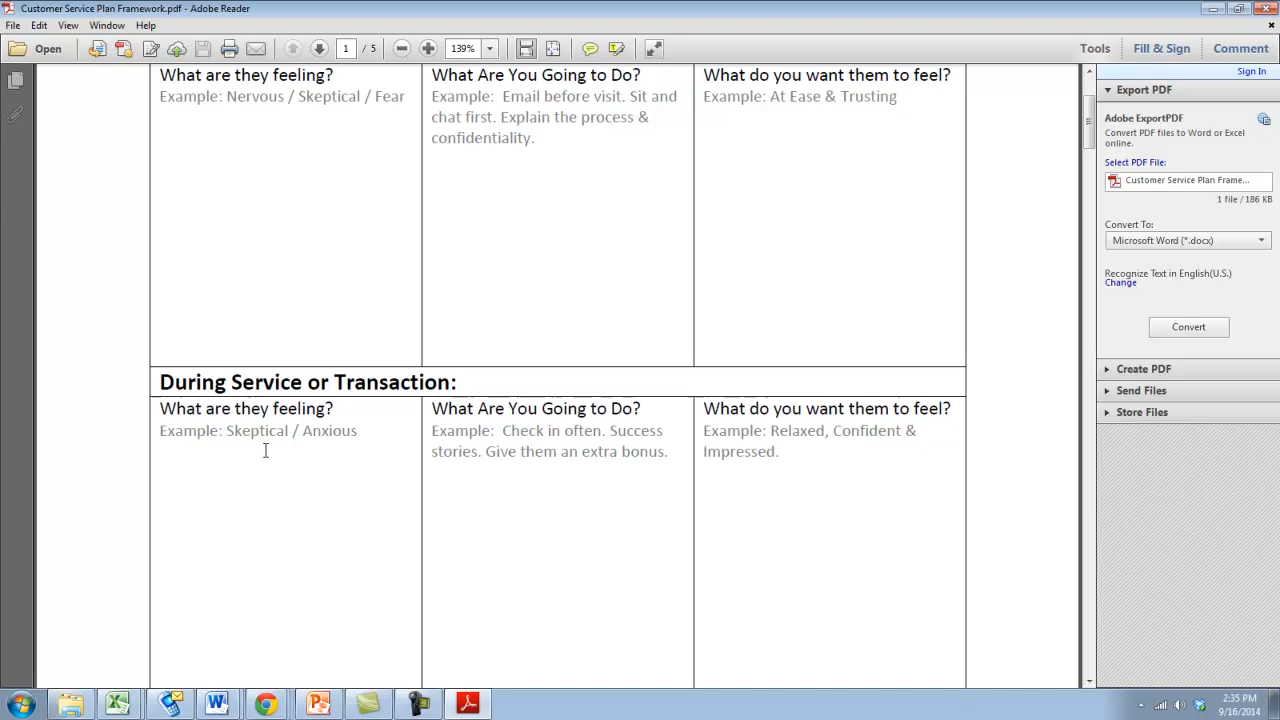 Customer Service Plan Framework.pdf - Adobe Reader
File Edit View Window Help
Open 1 / 5 139% Tools Fill & Sign Comment
What are they feeling?
Example: Nervous / Skeptical / Fear
What Are You Going to Do?
Example: Email before visit. Sit and
chat first. Explain the process &
confidentiality.
What do you want them to feel?
Example: At Ease & Trusting
During Service or Transaction:
What are they feeling?
Example: Skeptical / Anxious
What Are You Going to Do?
Example: Check in often. Success
stories. Give them an extra bonus.
What do you want them to feel?
Example: Relaxed, Confident &
Impressed.
Sign In
Export PDF
Adobe ExportPDF
Convert PDF files to Word or Excel
online.
Select PDF File:
Customer Service Plan Frame...
1 file / 186 KB
Convert To:
Microsoft Word (*.docx)
Recognize Text in English(U.S.)
Change
Convert
Create PDF
Send Files
Store Files
2:35 PM
9/16/2014